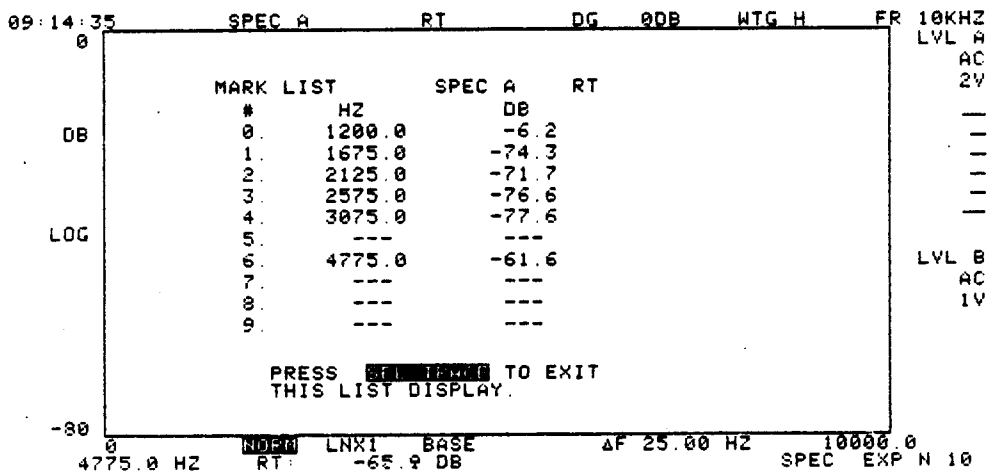 09:14:35 SPEC A RT DG 0DB WTG H FR 10KHZ
0 LVL A
AC
2V
MARK LIST SPEC A RT
# HZ DB
DB
0. 1200.0 -6.2
1. 1675.0 -74.3
2. 2125.0 -71.7
3. 2575.0 -76.6
4. 3075.0 -77.6
LOG
5. --- ---
6. 4775.0 -61.6 LVL B
7. --- --- AC
8. --- --- 1V
9. --- ---
PRESS TO EXIT
THIS LIST DISPLAY.
-80
0 NORM LNX1 BASE ΔF 25.00 HZ 10000.0
4775.0 HZ RT: -65.9 DB SPEC EXP N 10